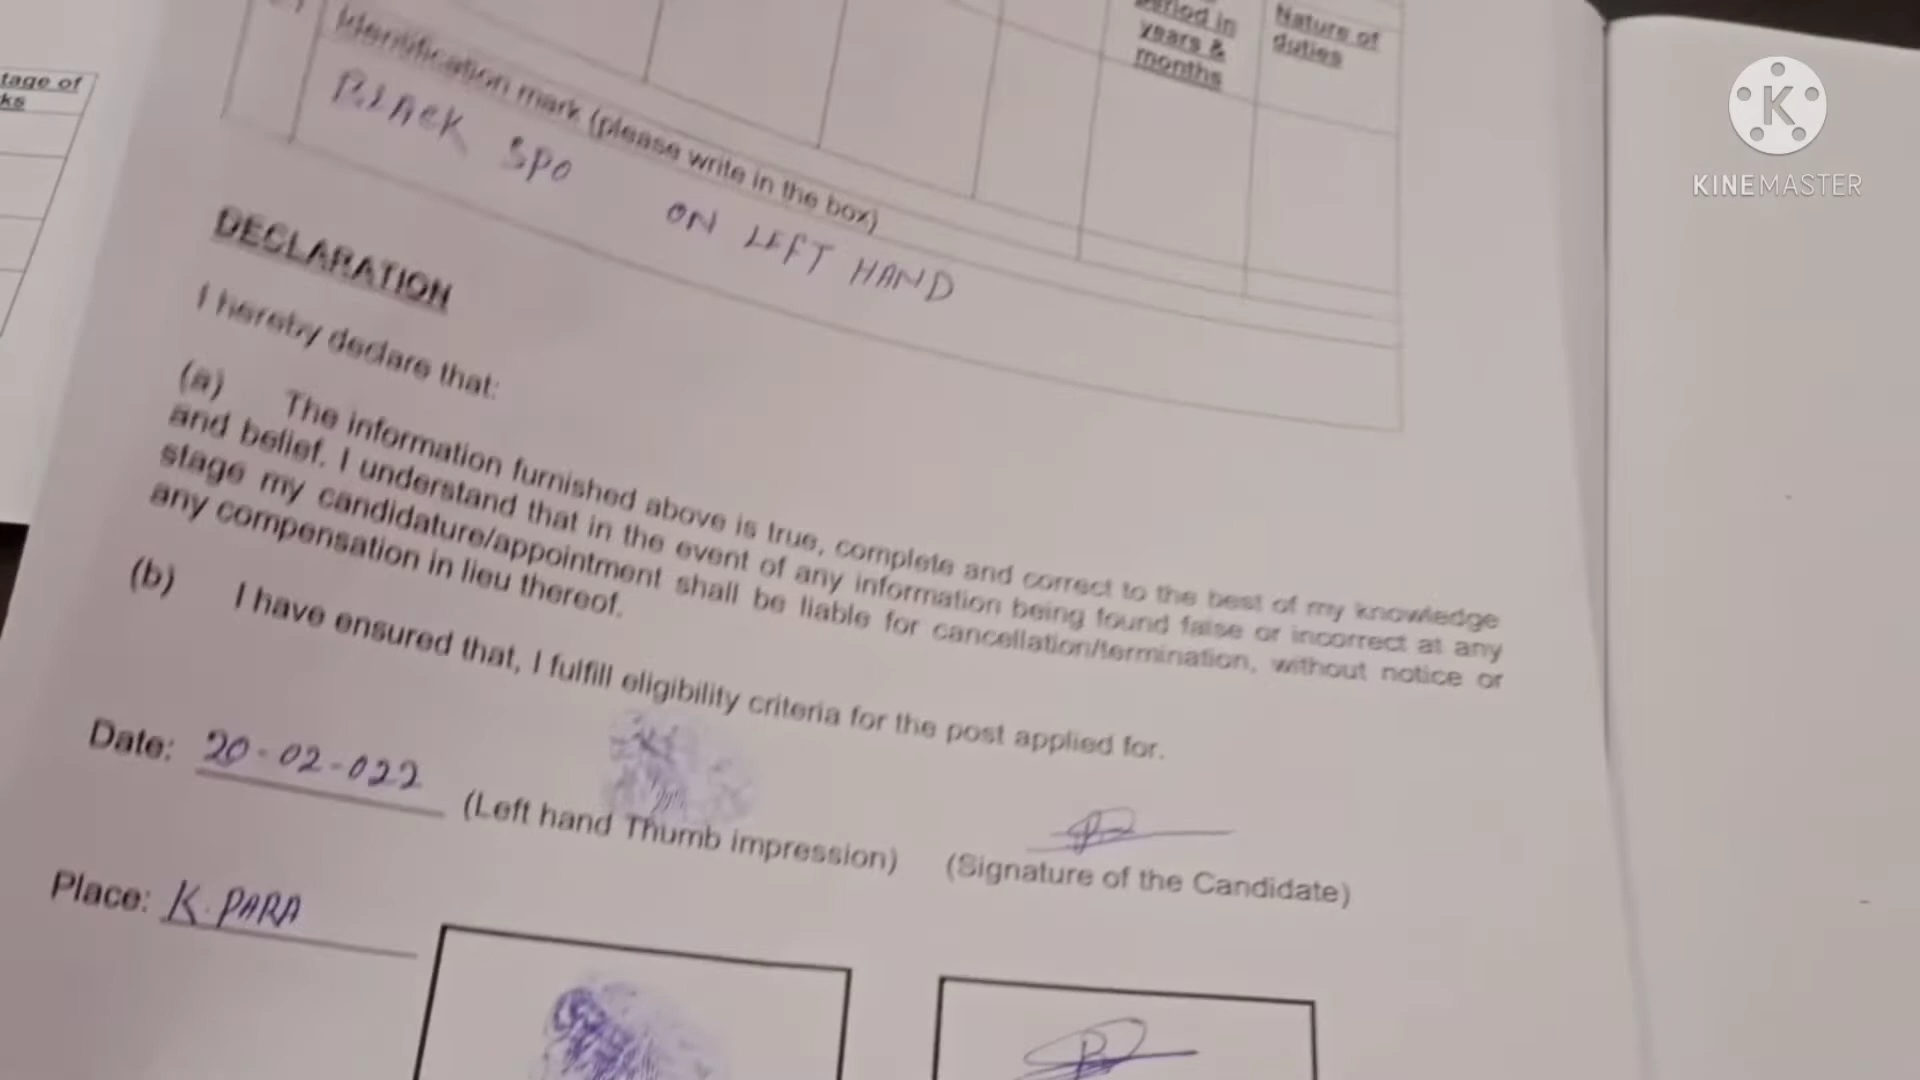 tage of
ks
period in
years &
months
Nature of
duties
Identification mark (please write in the box)
BLACK SPO ON LEFT HAND
DECLARATION
I hereby declare that:
(a) The information furnished above is true, complete and correct to the best of my knowledge
and belief. I understand that in the event of any information being found false or incorrect at any
stage my candidature/appointment shall be liable for cancellation/termination, without notice or
any compensation in lieu thereof.
(b) I have ensured that, I fulfill eligibility criteria for the post applied for.
Date: 20-02-022
(Left hand Thumb impression)
(Signature of the Candidate)
Place: K. PARA
K
KINEMASTER